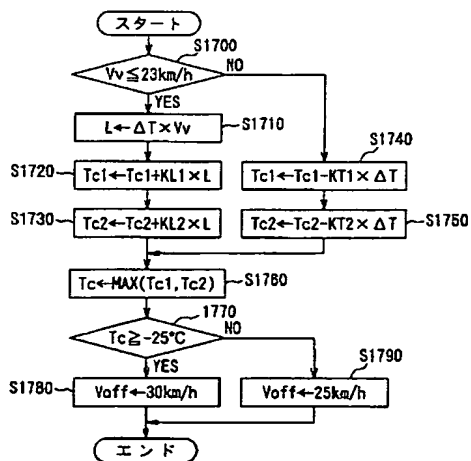 スタート
S1700
Vv≦23km/h
NO
YES
L←ΔT×Vv
S1710
S1740
S1720
Tc1←Tc1+KL1×L
Tc1←Tc1-KT1×ΔT
S1730
Tc2←Tc2+KL2×L
Tc2←Tc2-KT2×ΔT
S1750
Tc←MAX(Tc1,Tc2)
S1760
1770
Tc≧-25°C
NO
YES
S1790
S1780
Voff←30km/h
Voff←25km/h
エンド